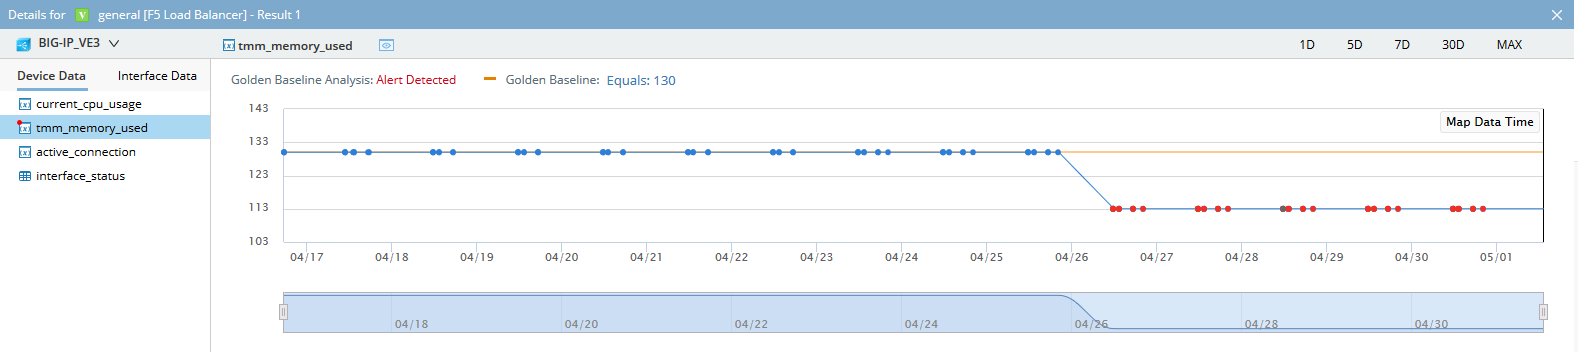 Details for V general [F5 Load Balancer] - Result 1
BIG-IP_VE3
tmm_memory_used
1D 5D 7D 30D MAX
Device Data Interface Data
current_cpu_usage
tmm_memory_used
active_connection
interface_status
Golden Baseline Analysis: Alert Detected Golden Baseline: Equals: 130
143
133
123
113
103
Map Data Time
04/17 04/18 04/19 04/20 04/21 04/22 04/23 04/24 04/25 04/26 04/27 04/28 04/29 04/30 05/01
04/18 04/20 04/22 04/24 04/26 04/28 04/30